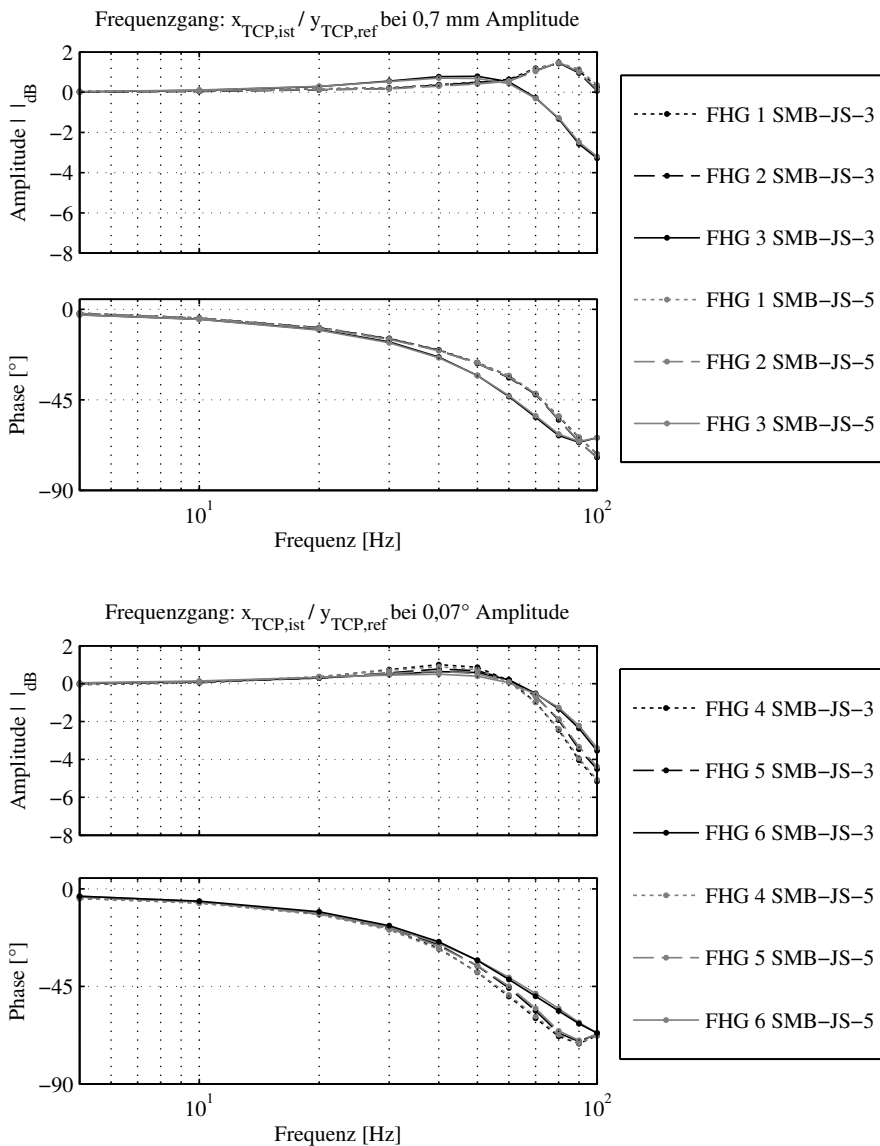 Frequenzgang: x_TCP,ist / y_TCP,ref bei 0,7 mm Amplitude
Amplitude | |_dB
2
0
−2
−4
−6
−8
Phase [°]
0
−45
−90
10^1
10^2
Frequenz [Hz]
FHG 1 SMB−JS−3
FHG 2 SMB−JS−3
FHG 3 SMB−JS−3
FHG 1 SMB−JS−5
FHG 2 SMB−JS−5
FHG 3 SMB−JS−5
Frequenzgang: x_TCP,ist / y_TCP,ref bei 0,07° Amplitude
Amplitude | |_dB
2
0
−2
−4
−6
−8
Phase [°]
0
−45
−90
10^1
10^2
Frequenz [Hz]
FHG 4 SMB−JS−3
FHG 5 SMB−JS−3
FHG 6 SMB−JS−3
FHG 4 SMB−JS−5
FHG 5 SMB−JS−5
FHG 6 SMB−JS−5